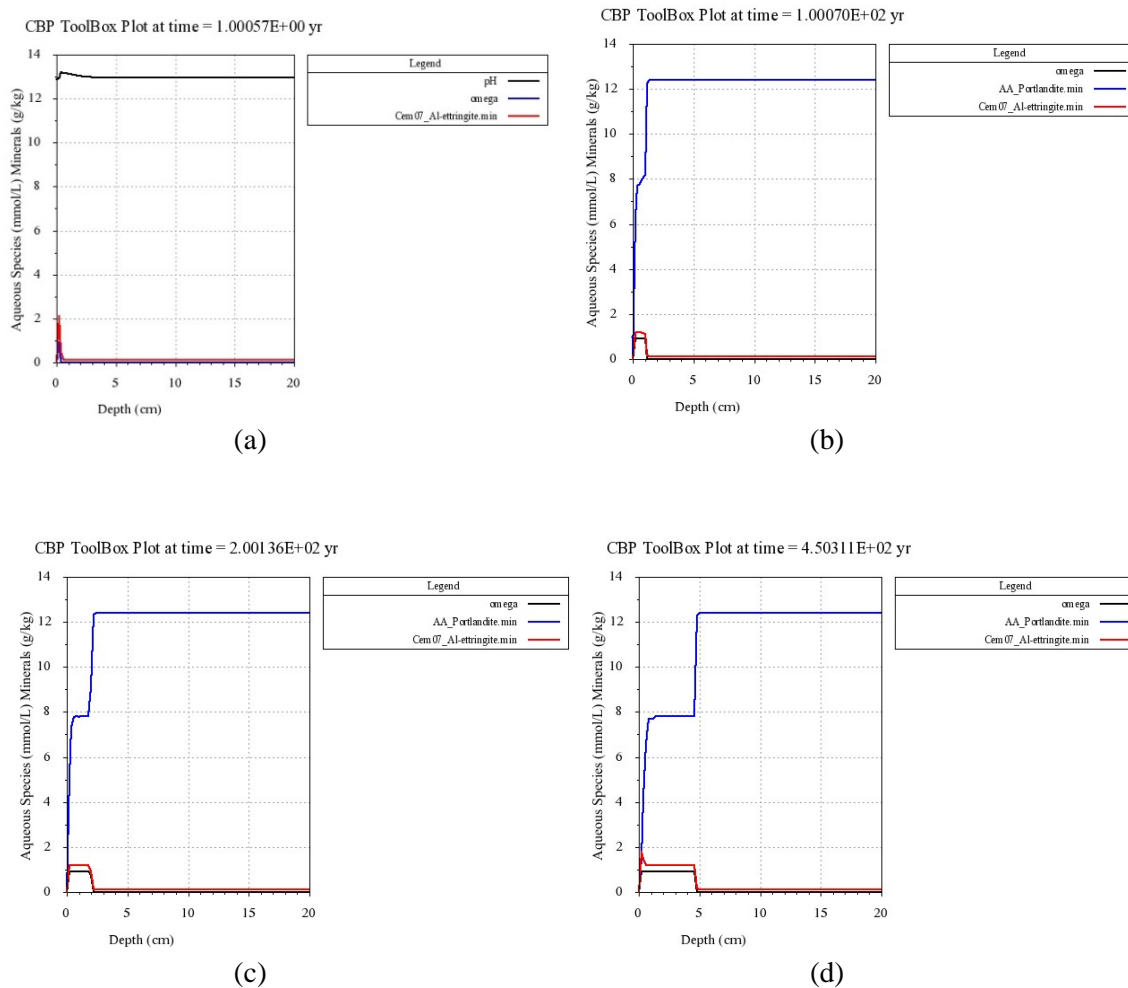 CBP ToolBox Plot at time = 1.00057E+00 yr
Legend
pH
omega
Cem07_Al-ettringite.min
Aqueous Species (mmol/L) Minerals (g/kg)
14
12
10
8
6
4
2
0
0 5 10 15 20
Depth (cm)
(a)
CBP ToolBox Plot at time = 1.00070E+02 yr
Legend
omega
AA_Portlandite.min
Cem07_Al-ettringite.min
Aqueous Species (mmol/L) Minerals (g/kg)
14
12
10
8
6
4
2
0
0 5 10 15 20
Depth (cm)
(b)
CBP ToolBox Plot at time = 2.00136E+02 yr
Legend
omega
AA_Portlandite.min
Cem07_Al-ettringite.min
Aqueous Species (mmol/L) Minerals (g/kg)
14
12
10
8
6
4
2
0
0 5 10 15 20
Depth (cm)
(c)
CBP ToolBox Plot at time = 4.50311E+02 yr
Legend
omega
AA_Portlandite.min
Cem07_Al-ettringite.min
Aqueous Species (mmol/L) Minerals (g/kg)
14
12
10
8
6
4
2
0
0 5 10 15 20
Depth (cm)
(d)